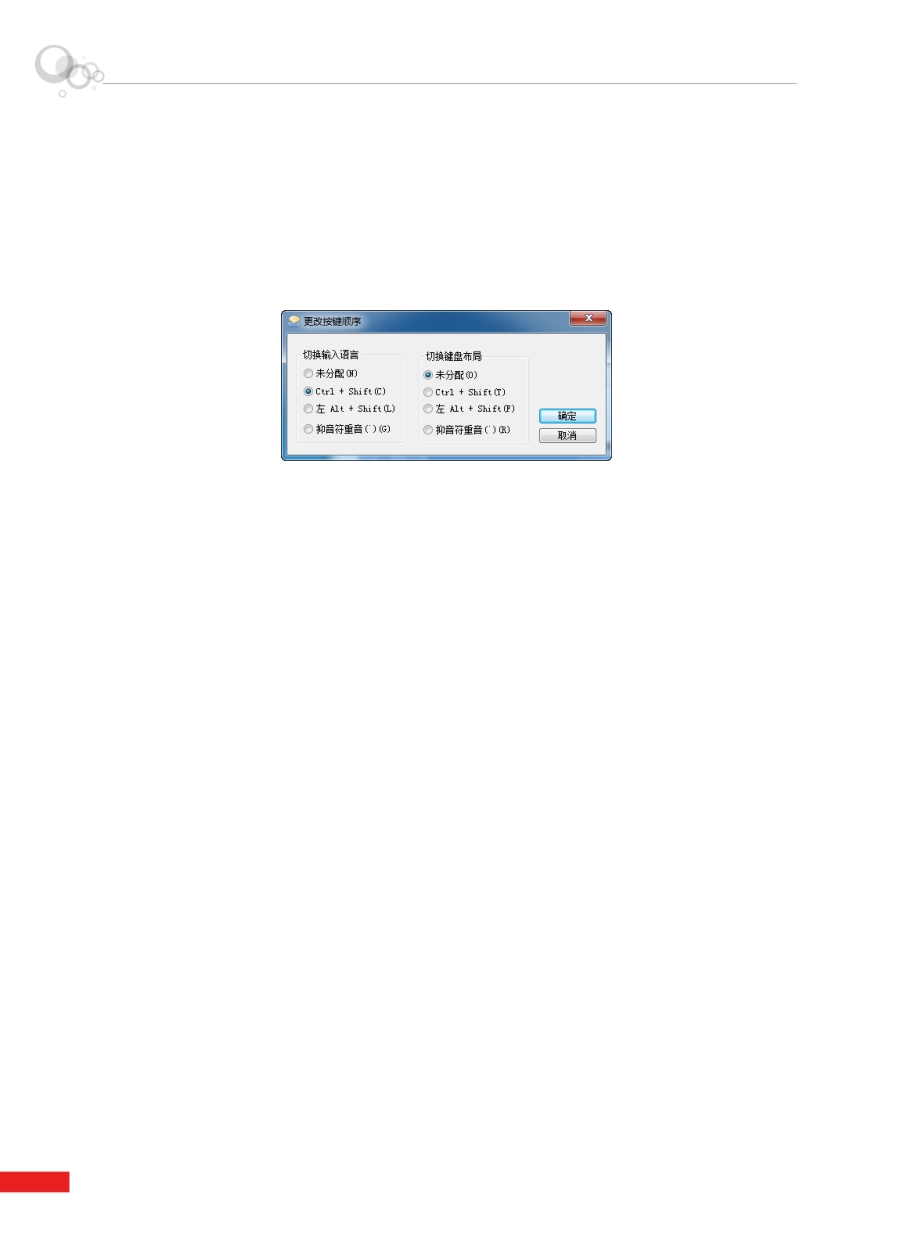 更改按键顺序
切换输入语言
未分配(N)
Ctrl + Shift(C)
左 Alt + Shift(L)
抑音符重音(`)(G)
切换键盘布局
未分配(O)
Ctrl + Shift(T)
左 Alt + Shift(F)
抑音符重音(`)(R)
确定
取消